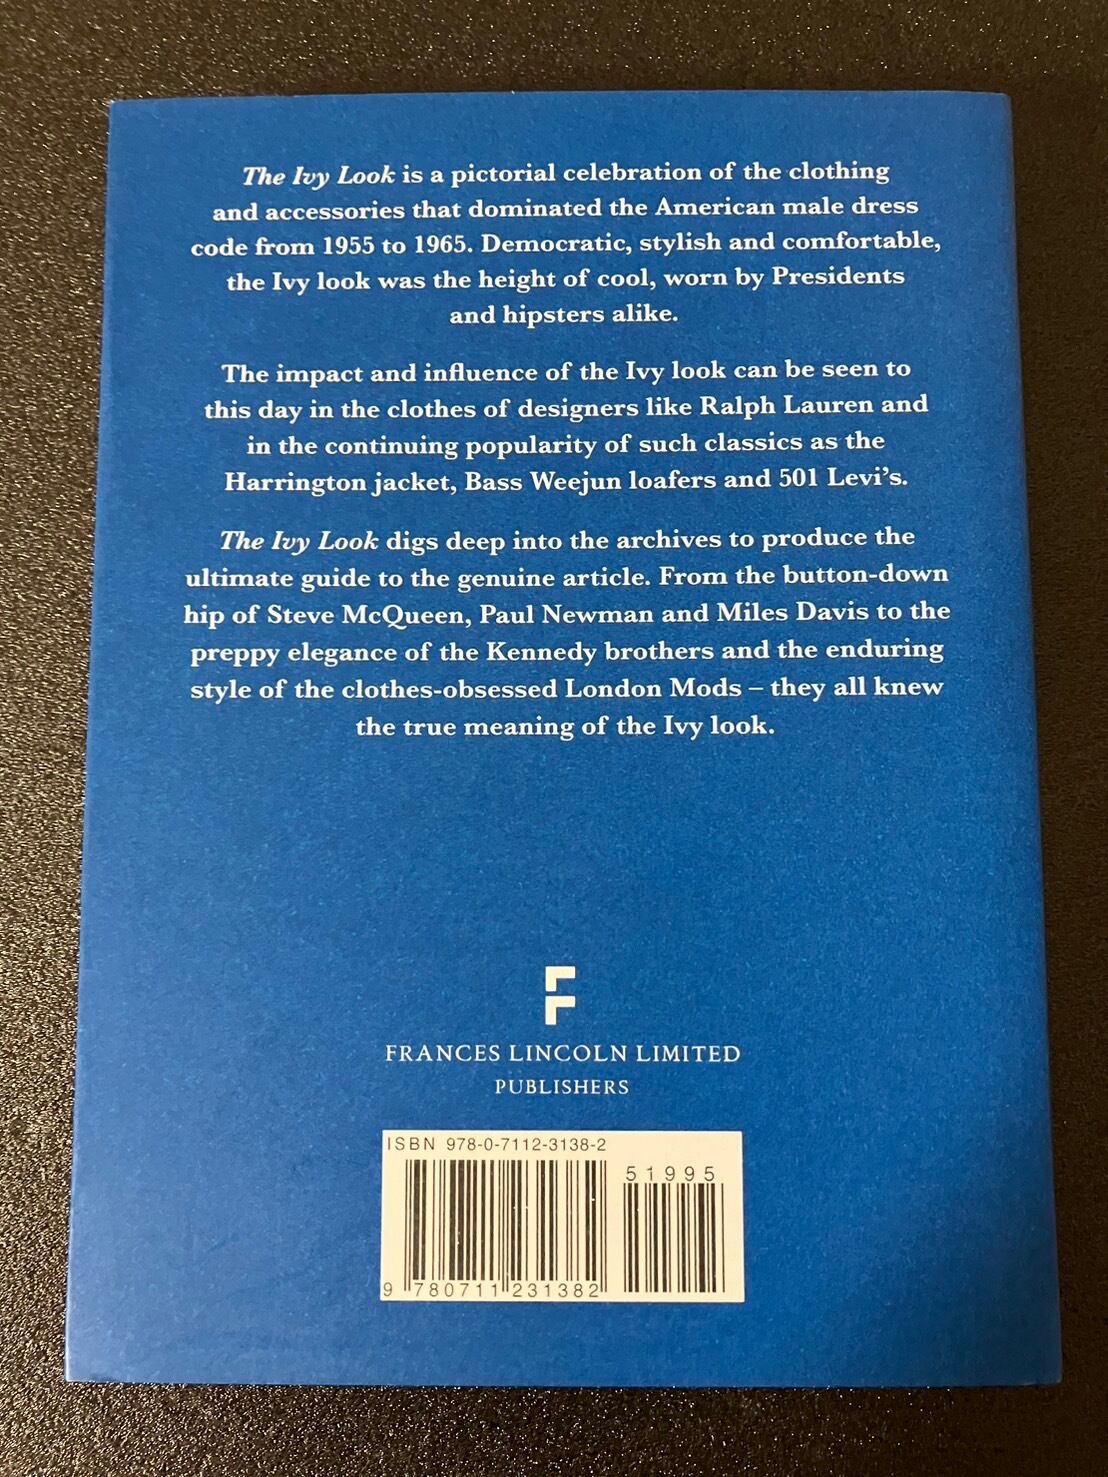 The Ivy Look is a pictorial celebration of the clothing
and accessories that dominated the American male dress
code from 1955 to 1965. Democratic, stylish and comfortable,
the Ivy look was the height of cool, worn by Presidents
and hipsters alike.
The impact and influence of the Ivy look can be seen to
this day in the clothes of designers like Ralph Lauren and
in the continuing popularity of such classics as the
Harrington jacket, Bass Weejun loafers and 501 Levi's.
The Ivy Look digs deep into the archives to produce the
ultimate guide to the genuine article. From the button-down
hip of Steve McQueen, Paul Newman and Miles Davis to the
preppy elegance of the Kennedy brothers and the enduring
style of the clothes-obsessed London Mods – they all knew
the true meaning of the Ivy look.
FF
FRANCES LINCOLN LIMITED
PUBLISHERS
ISBN 978-0-7112-3138-2
51995
9 780711 231382